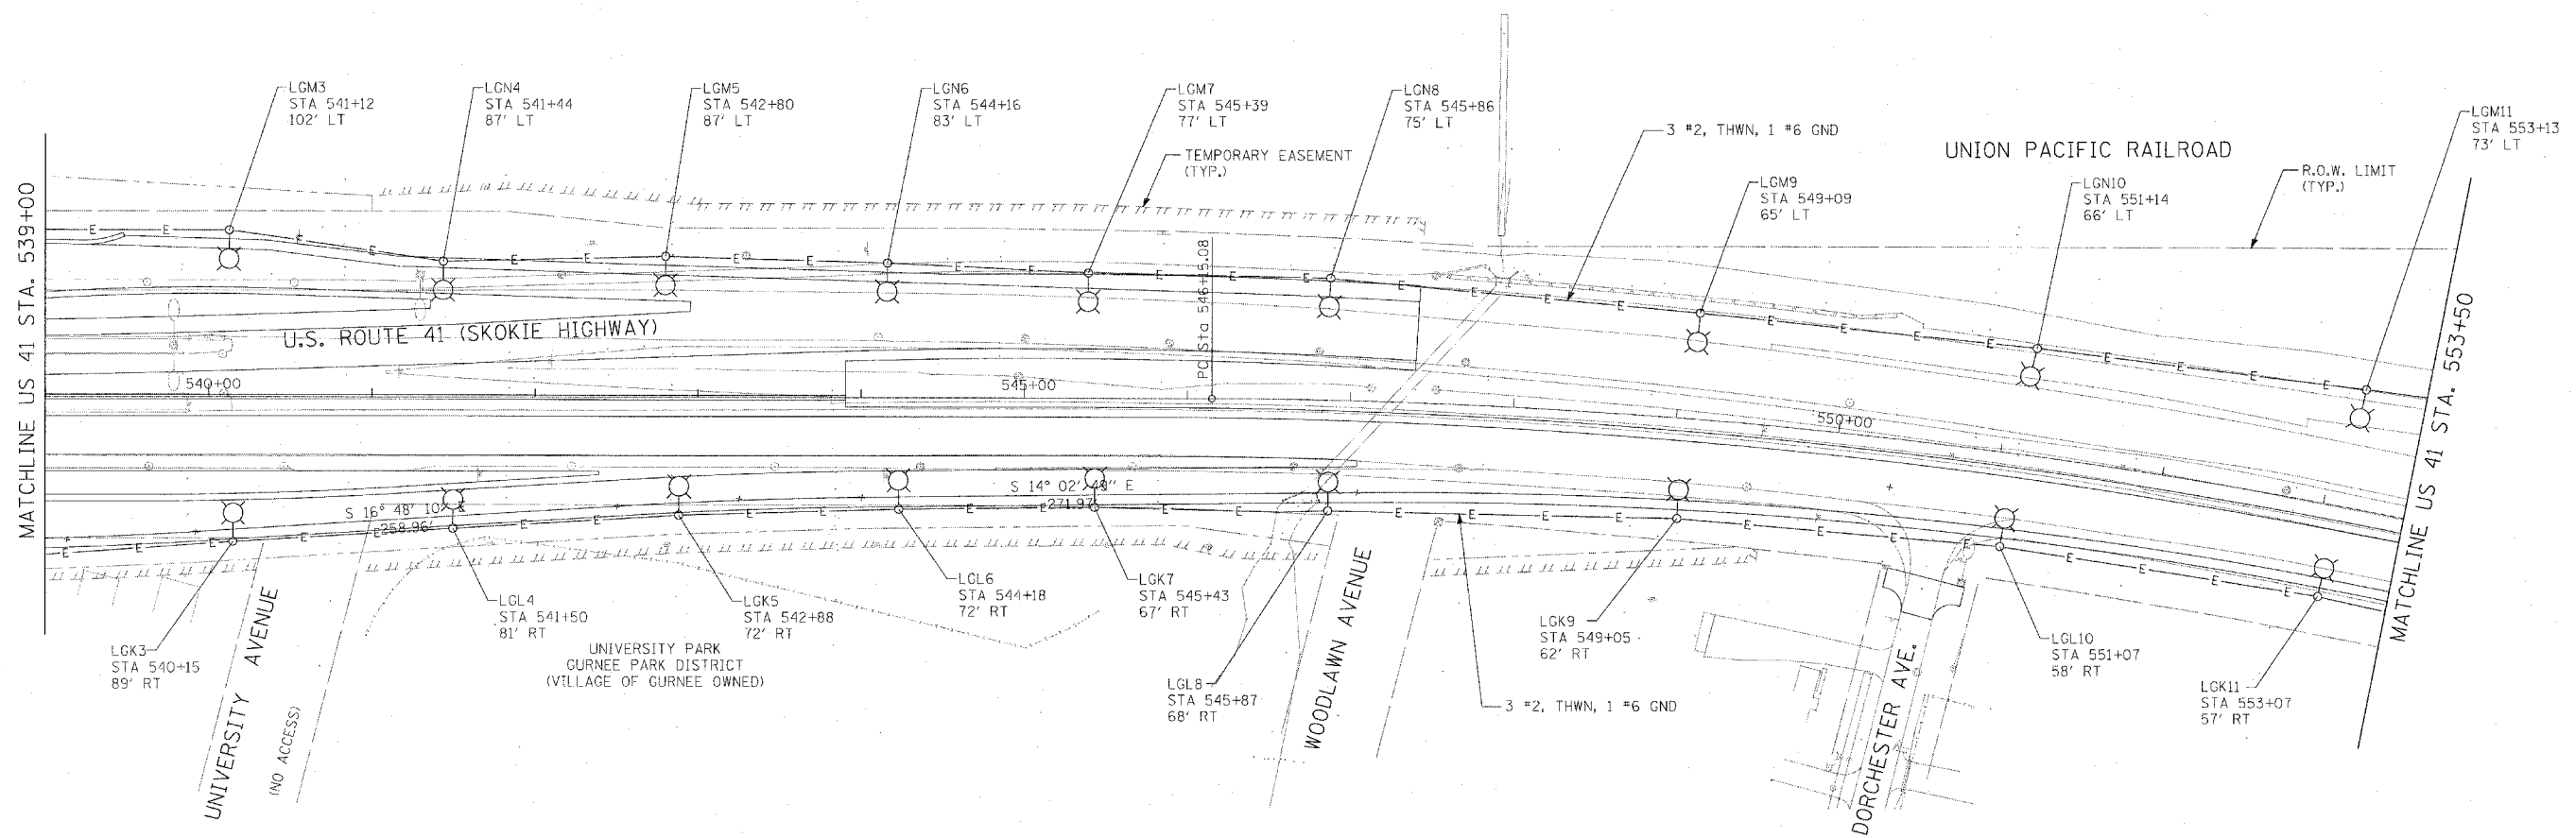 LGM3
STA 541+12
102' LT
LGN4
STA 541+44
87' LT
LGM5
STA 542+80
87' LT
LGN6
STA 544+16
83' LT
LGM7
STA 545+39
77' LT
LGN8
STA 545+86
75' LT
TEMPORARY EASEMENT
(TYP.)
3 #2, THWN, 1 #6 GND
UNION PACIFIC RAILROAD
LGM9
STA 549+09
65' LT
LGN10
STA 551+14
66' LT
R.O.W. LIMIT
(TYP.)
LGM11
STA 553+13
73' LT
MATCHLINE US 41 STA. 539+00
U.S. ROUTE 41 (SKOKIE HIGHWAY)
PC Sta 546+15.08
540+00
545+00
550+00
MATCHLINE US 41 STA. 553+50
S 16° 48' 10" E
258.96'
S 14° 02' 40" E
271.97'
LGK3
STA 540+15
89' RT
UNIVERSITY AVENUE
(NO ACCESS)
LGL4
STA 541+50
81' RT
LGK5
STA 542+88
72' RT
UNIVERSITY PARK
GURNEE PARK DISTRICT
(VILLAGE OF GURNEE OWNED)
LGL6
STA 544+18
72' RT
LGK7
STA 545+43
67' RT
LGL8
STA 545+87
68' RT
WOODLAWN AVENUE
3 #2, THWN, 1 #6 GND
LGK9
STA 549+05
62' RT
DORCHESTER AVE.
LGL10
STA 551+07
58' RT
LGK11
STA 553+07
57' RT